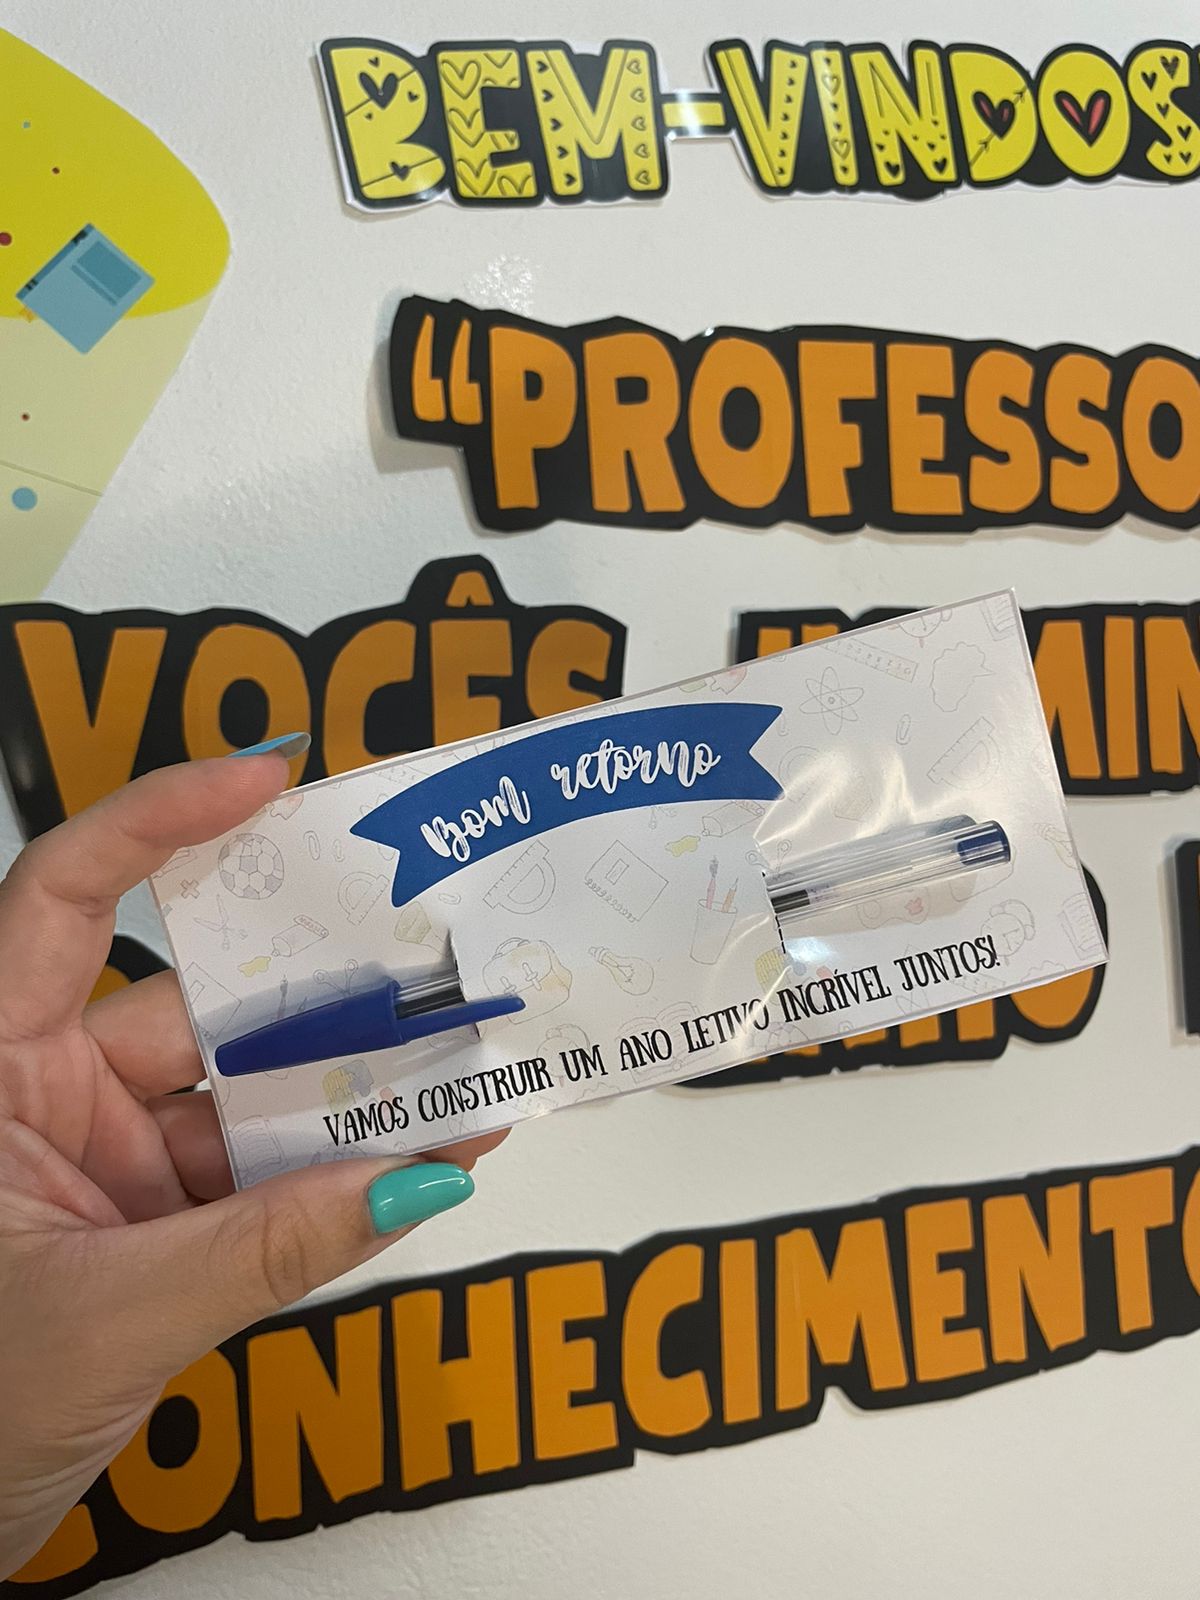 BEM-VINDOS
"PROFESSO
VOCÊS
Bom retorno
VAMOS CONSTRUIR UM ANO LETIVO INCRÍVEL JUNTOS!
CONHECIMENTO